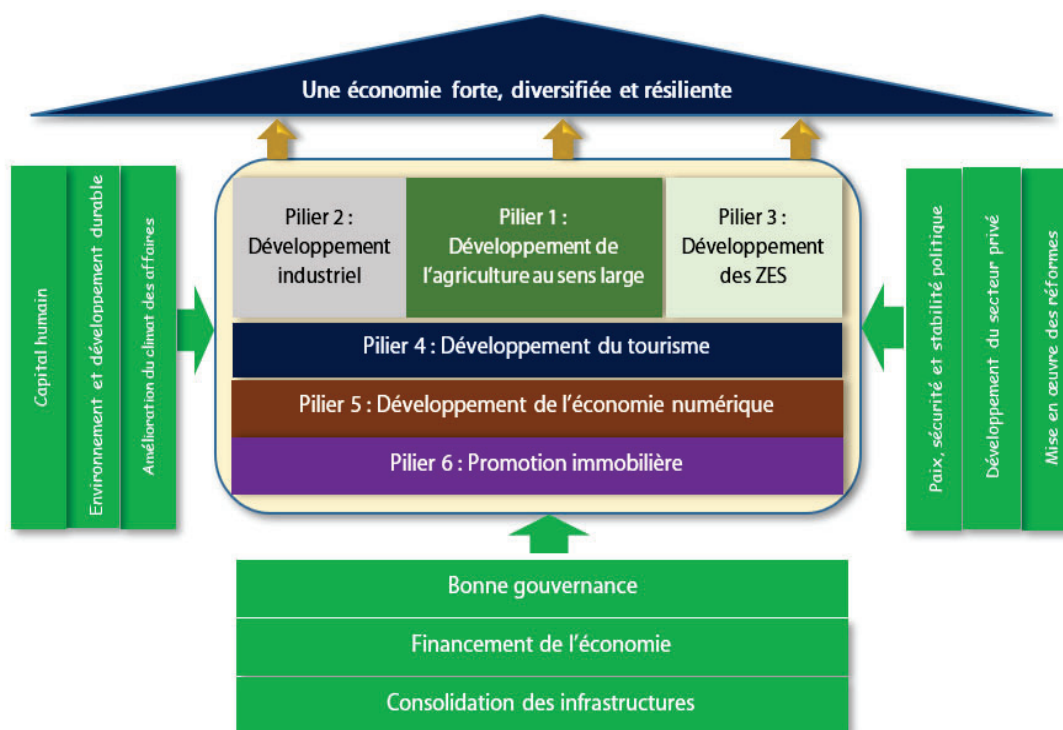 Une économie forte, diversifiée et résiliente
Capital humain
Environnement et développement durable
Amélioration du climat des affaires
Pilier 2 :
Développement
industriel
Pilier 1 :
Développement de
l’agriculture au sens large
Pilier 3 :
Développement
des ZES
Pilier 4 : Développement du tourisme
Pilier 5 : Développement de l’économie numérique
Pilier 6 : Promotion immobilière
Paix, sécurité et stabilité politique
Développement du secteur privé
Mise en œuvre des réformes
Bonne gouvernance
Financement de l’économie
Consolidation des infrastructures